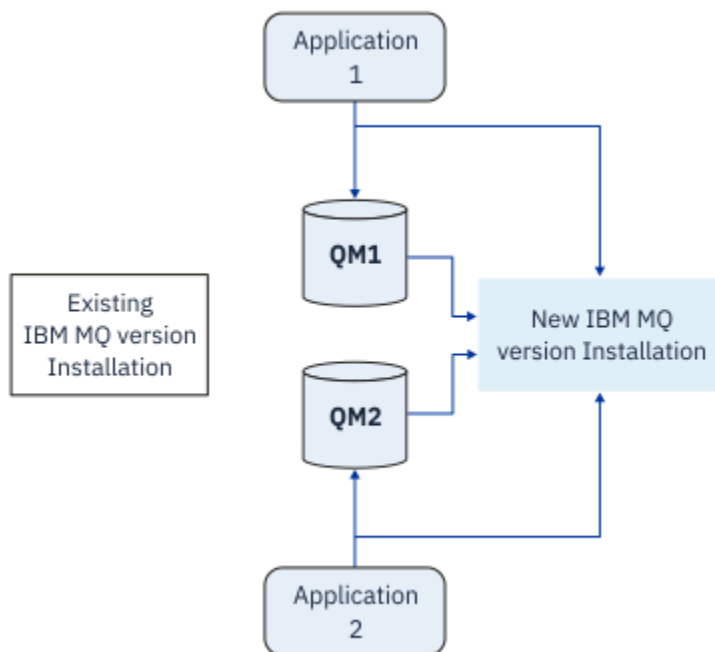 Application
1
QM1
Existing
IBM MQ version
Installation
New IBM MQ
version Installation
QM2
Application
2